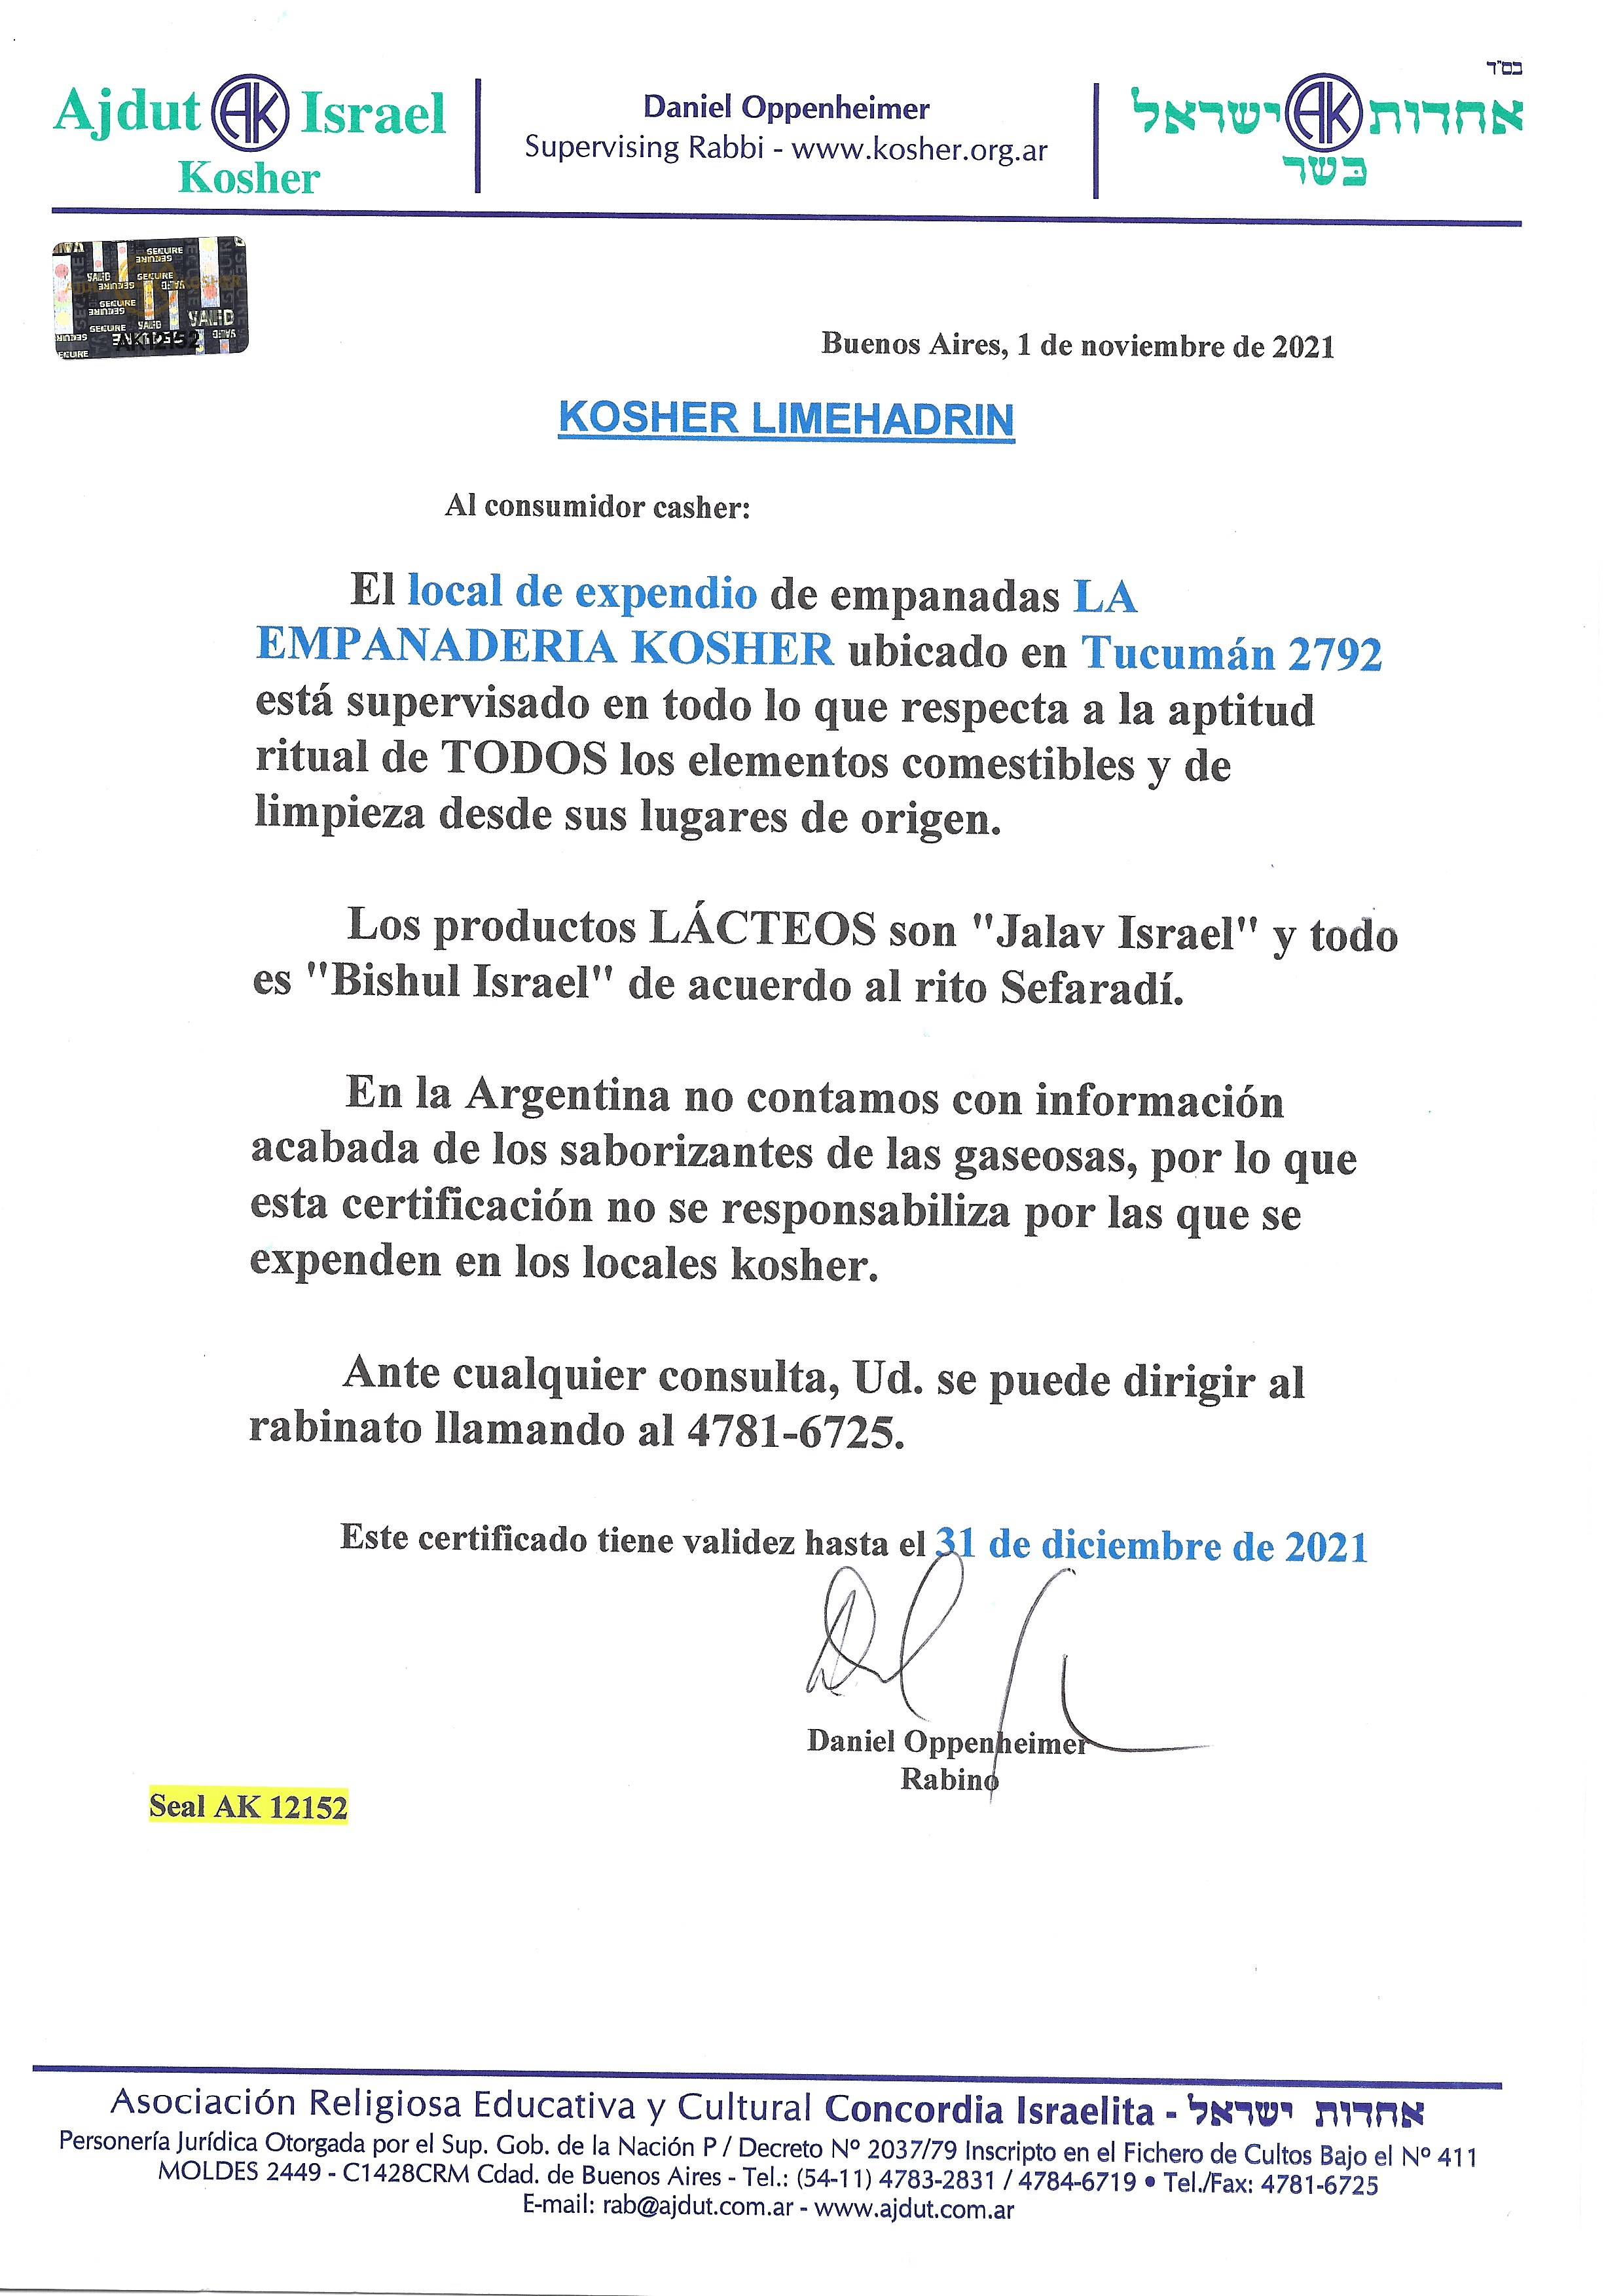 בס"ד
Ajdut AK Israel
Kosher
Daniel Oppenheimer
Supervising Rabbi - www.kosher.org.ar
אחדות AK ישראל
בשר
SECURE
VALID
AK12152
Buenos Aires, 1 de noviembre de 2021
KOSHER LIMEHADRIN
Al consumidor casher:
El local de expendio de empanadas LA
EMPANADERIA KOSHER ubicado en Tucumán 2792
está supervisado en todo lo que respecta a la aptitud
ritual de TODOS los elementos comestibles y de
limpieza desde sus lugares de origen.
Los productos LÁCTEOS son "Jalav Israel" y todo
es "Bishul Israel" de acuerdo al rito Sefaradí.
En la Argentina no contamos con información
acabada de los saborizantes de las gaseosas, por lo que
esta certificación no se responsabiliza por las que se
expenden en los locales kosher.
Ante cualquier consulta, Ud. se puede dirigir al
rabinato llamando al 4781-6725.
Este certificado tiene validez hasta el 31 de diciembre de 2021
Daniel Oppenheimer
Rabino
Seal AK 12152
Asociación Religiosa Educativa y Cultural Concordia Israelita - אחדות ישראל
Personería Jurídica Otorgada por el Sup. Gob. de la Nación P / Decreto Nº 2037/79 Inscripto en el Fichero de Cultos Bajo el Nº 411
MOLDES 2449 - C1428CRM Cdad. de Buenos Aires - Tel.: (54-11) 4783-2831 / 4784-6719 • Tel./Fax: 4781-6725
E-mail: rab@ajdut.com.ar - www.ajdut.com.ar